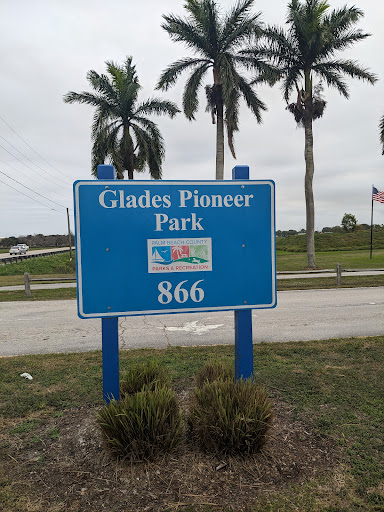 Glades Pioneer
Park
PALM BEACH COUNTY
PARKS & RECREATION
866